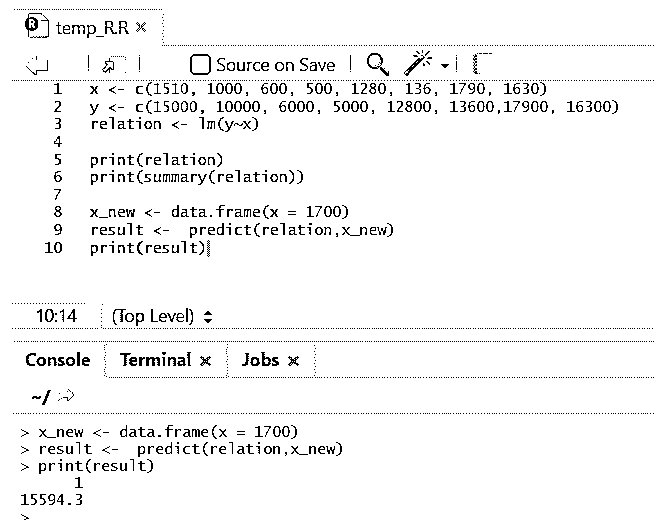 temp_R.R ×
Source on Save
1 x <- c(1510, 1000, 600, 500, 1280, 136, 1790, 1630)
2 y <- c(15000, 10000, 6000, 5000, 12800, 13600,17900, 16300)
3 relation <- lm(y~x)
4
5 print(relation)
6 print(summary(relation))
7
8 x_new <- data.frame(x = 1700)
9 result <-  predict(relation,x_new)
10 print(result)
10:14 (Top Level)
Console Terminal × Jobs ×
~/
> x_new <- data.frame(x = 1700)
> result <-  predict(relation,x_new)
> print(result)
1
15594.3
>